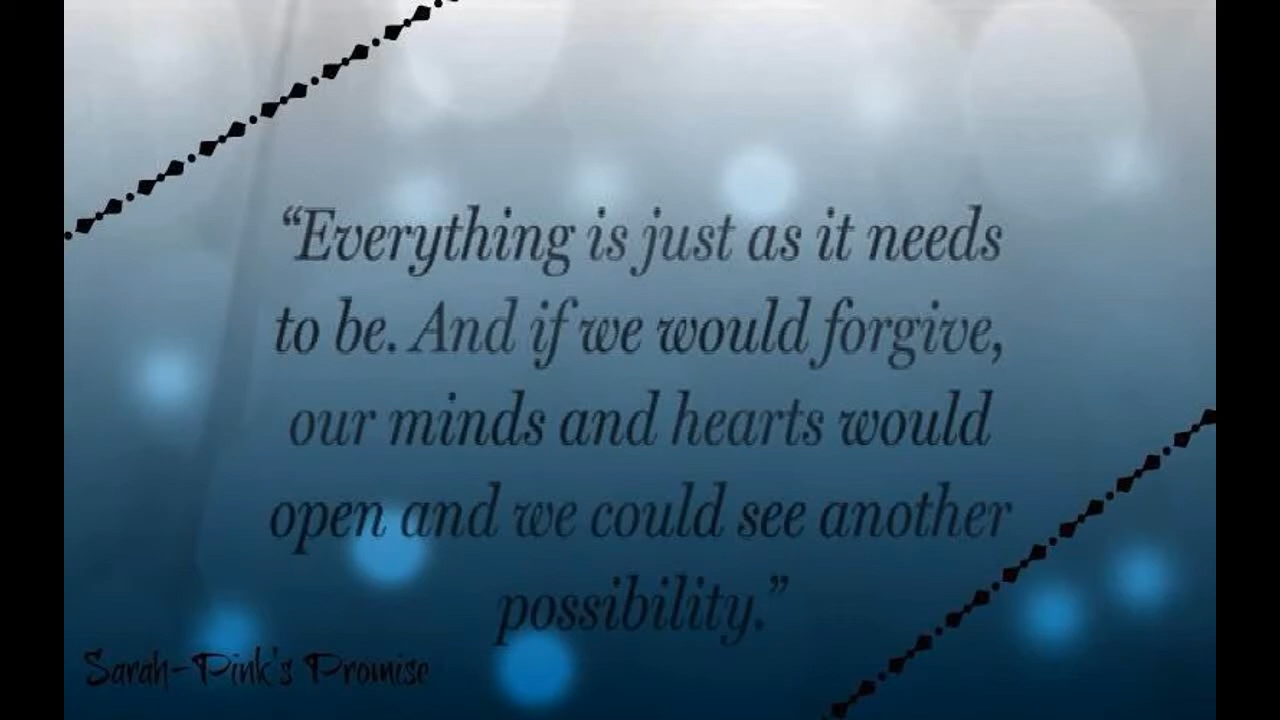 “Everything is just as it needs
to be. And if we would forgive,
our minds and hearts would
open and we could see another
possibility.”
Sarah-Pink's Promise